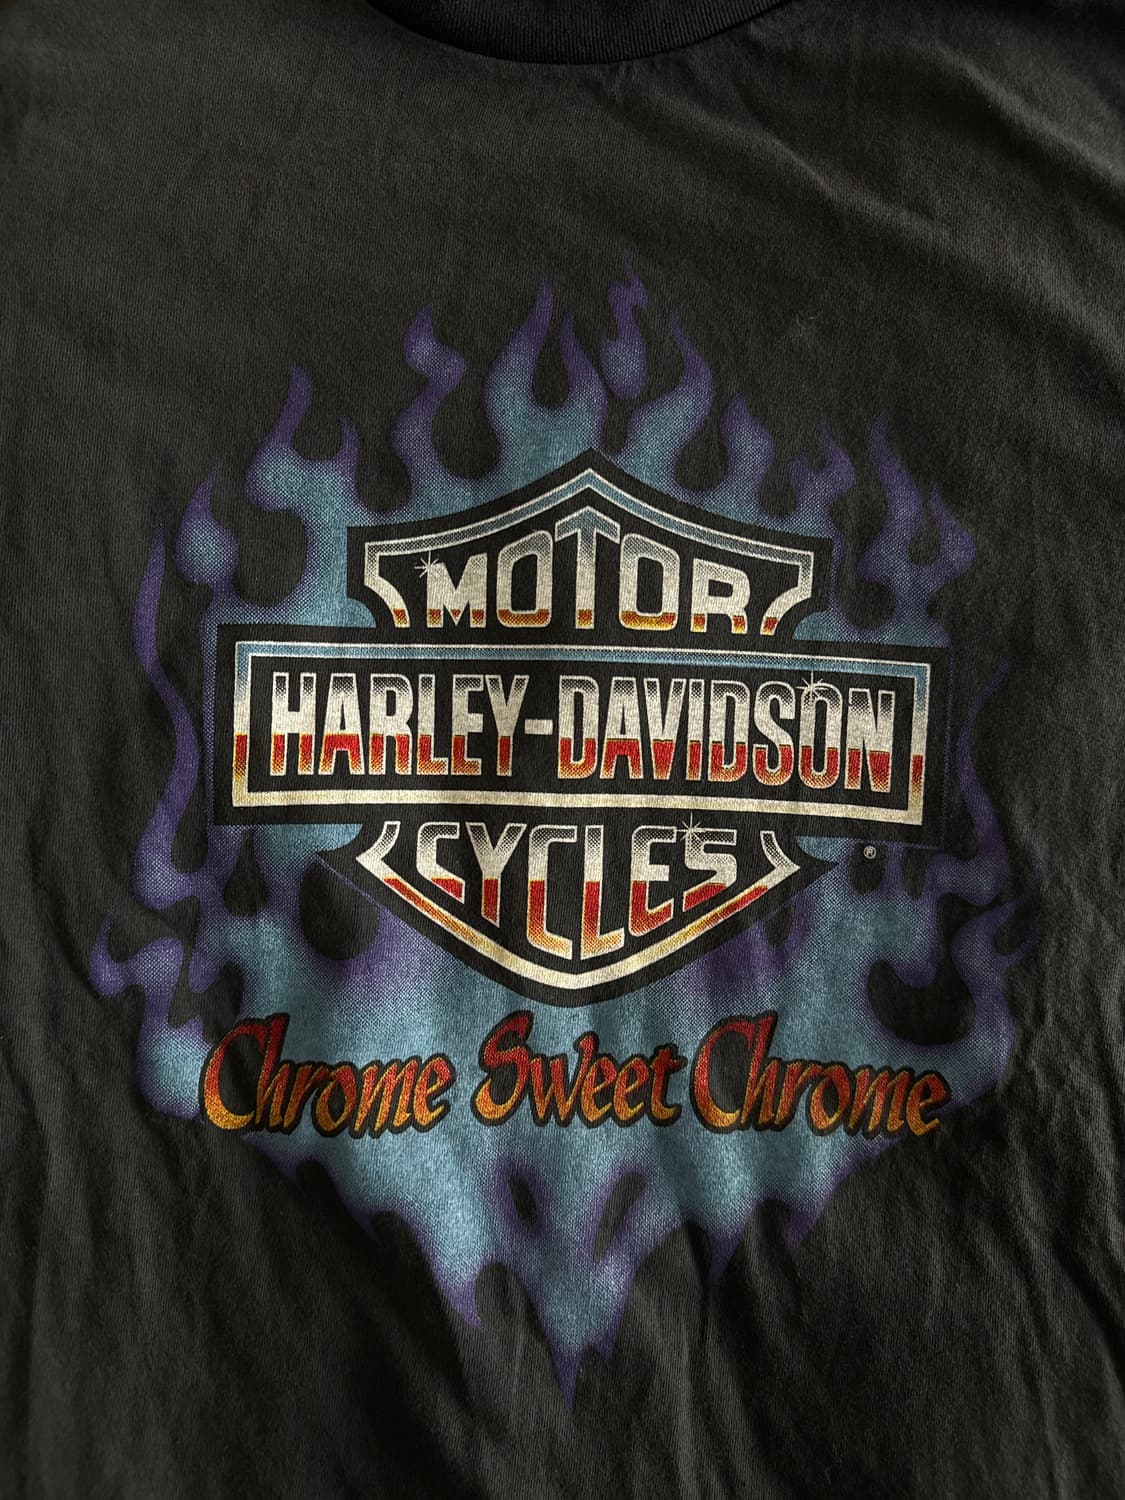 MOTOR
HARLEY-DAVIDSON
CYCLES
®
Chrome Sweet Chrome